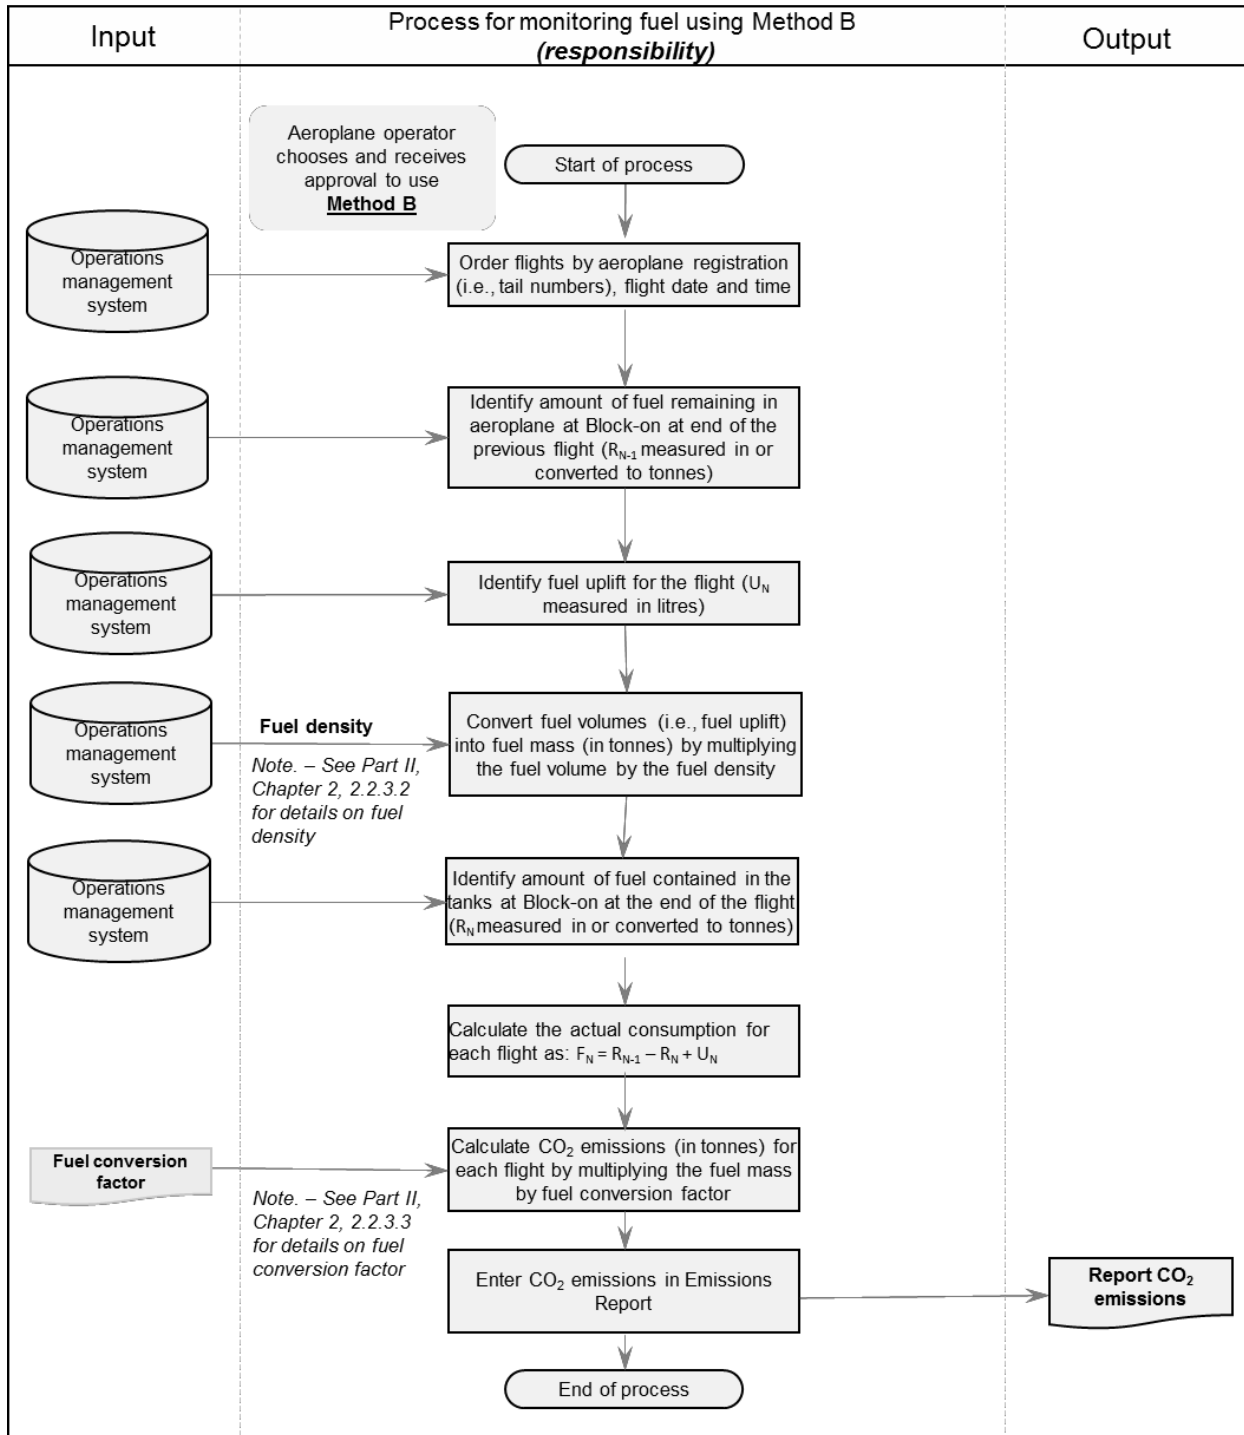 Input
Process for monitoring fuel using Method B
(responsibility)
Output
Aeroplane operator
chooses and receives
approval to use
Method B
Start of process
Operations
management
system
Order flights by aeroplane registration
(i.e., tail numbers), flight date and time
Operations
management
system
Identify amount of fuel remaining in
aeroplane at Block-on at end of the
previous flight (R_N-1 measured in or
converted to tonnes)
Operations
management
system
Identify fuel uplift for the flight (U_N
measured in litres)
Operations
management
system
Fuel density
Note. – See Part II,
Chapter 2, 2.2.3.2
for details on fuel
density
Convert fuel volumes (i.e., fuel uplift)
into fuel mass (in tonnes) by multiplying
the fuel volume by the fuel density
Operations
management
system
Identify amount of fuel contained in the
tanks at Block-on at the end of the flight
(R_N measured in or converted to tonnes)
Calculate the actual consumption for
each flight as: F_N = R_N-1 – R_N + U_N
Fuel conversion
factor
Note. – See Part II,
Chapter 2, 2.2.3.3
for details on fuel
conversion factor
Calculate CO₂ emissions (in tonnes) for
each flight by multiplying the fuel mass
by fuel conversion factor
Enter CO₂ emissions in Emissions
Report
Report CO₂
emissions
End of process